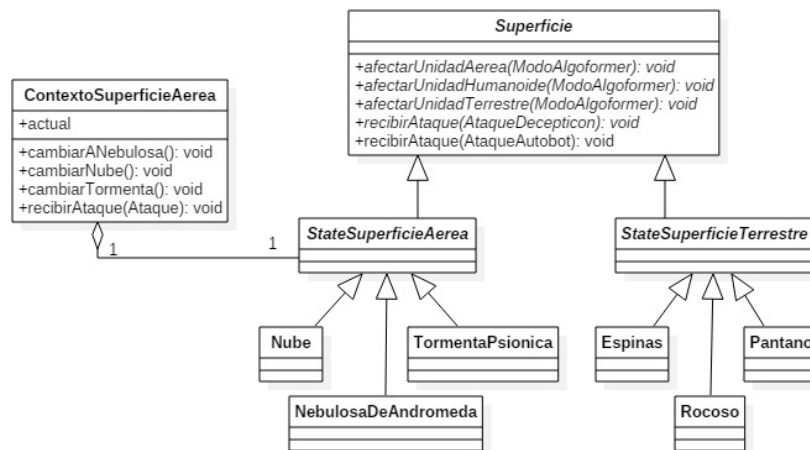 Superficie
+afectarUnidadAerea(ModoAlgoformer): void
+afectarUnidadHumanoide(ModoAlgoformer): void
+afectarUnidadTerrestre(ModoAlgoformer): void
+recibirAtaque(AtaqueDecepticon): void
+recibirAtaque(AtaqueAutobot): void
ContextoSuperficieAerea
+actual
+cambiarANebulosa(): void
+cambiarNube(): void
+cambiarTormenta(): void
+recibirAtaque(Ataque): void
1
1
StateSuperficieAerea
StateSuperficieTerrestre
Nube
TormentaPsionica
Espinas
Pantano
NebulosaDeAndromeda
Rocoso